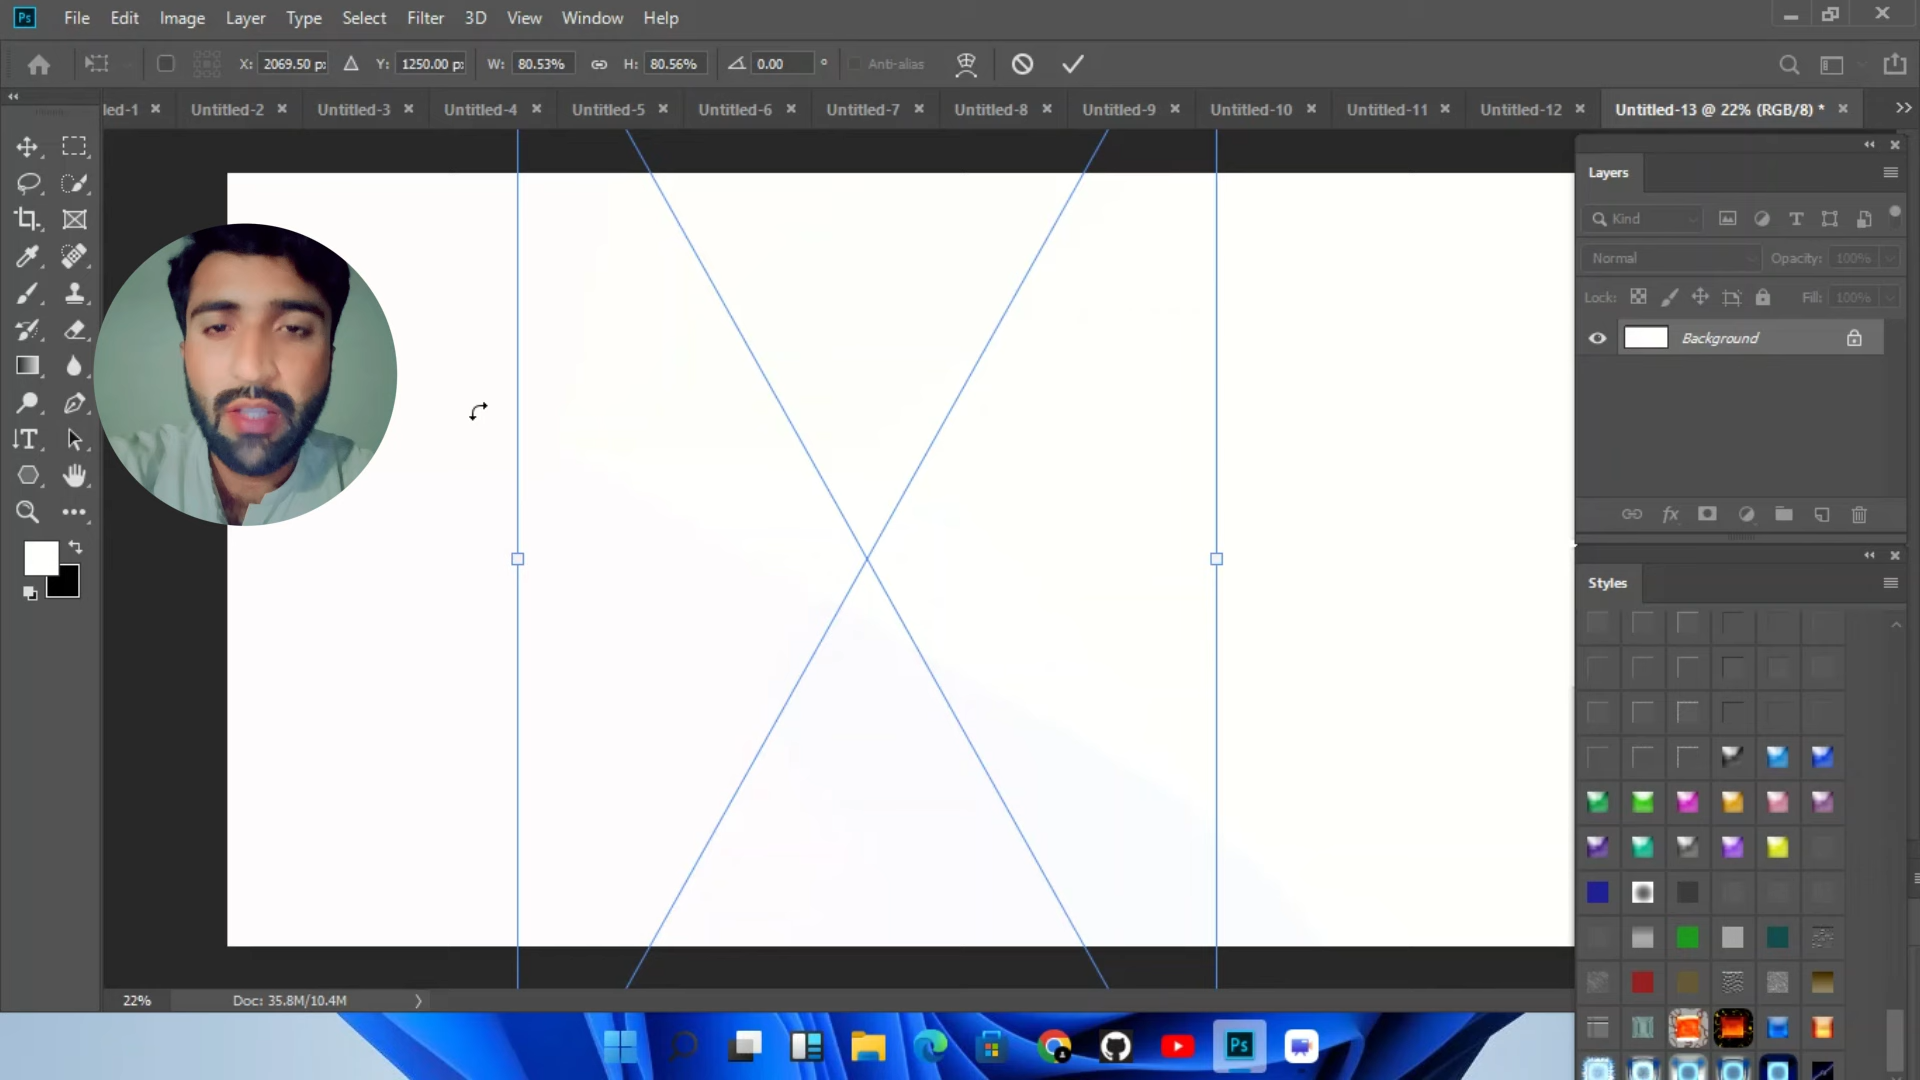 Ps File Edit Image Layer Type Select Filter 3D View Window Help
X: 2069.50 p: Y: 1250.00 p: W: 80.53% H: 80.56% 0.00 ° Anti-alias
led-1 × Untitled-2 × Untitled-3 × Untitled-4 × Untitled-5 × Untitled-6 × Untitled-7 × Untitled-8 × Untitled-9 × Untitled-10 × Untitled-11 × Untitled-12 × Untitled-13 @ 22% (RGB/8) * ×
Layers
Kind
Normal Opacity: 100%
Lock: Fill: 100%
Background
Styles
22% Doc: 35.8M/10.4M
Ps